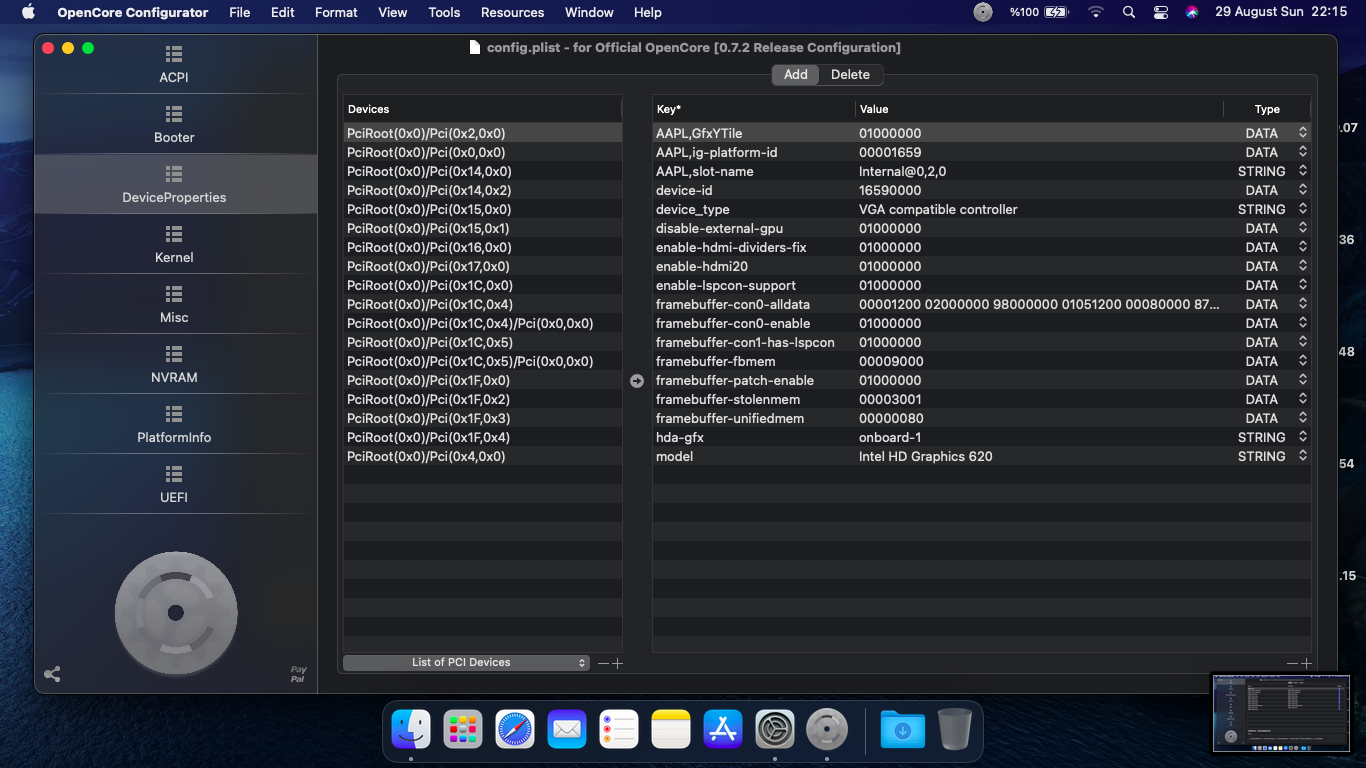 OpenCore Configurator File Edit Format View Tools Resources Window Help %100 29 August Sun 22:15
config.plist - for Official OpenCore [0.7.2 Release Configuration]
ACPI
Booter
DeviceProperties
Kernel
Misc
NVRAM
PlatformInfo
UEFI
Pay
Pal
Add Delete
Devices
PciRoot(0x0)/Pci(0x2,0x0)
PciRoot(0x0)/Pci(0x0,0x0)
PciRoot(0x0)/Pci(0x14,0x0)
PciRoot(0x0)/Pci(0x14,0x2)
PciRoot(0x0)/Pci(0x15,0x0)
PciRoot(0x0)/Pci(0x15,0x1)
PciRoot(0x0)/Pci(0x16,0x0)
PciRoot(0x0)/Pci(0x17,0x0)
PciRoot(0x0)/Pci(0x1C,0x0)
PciRoot(0x0)/Pci(0x1C,0x4)
PciRoot(0x0)/Pci(0x1C,0x4)/Pci(0x0,0x0)
PciRoot(0x0)/Pci(0x1C,0x5)
PciRoot(0x0)/Pci(0x1C,0x5)/Pci(0x0,0x0)
PciRoot(0x0)/Pci(0x1F,0x0)
PciRoot(0x0)/Pci(0x1F,0x2)
PciRoot(0x0)/Pci(0x1F,0x3)
PciRoot(0x0)/Pci(0x1F,0x4)
PciRoot(0x0)/Pci(0x4,0x0)
List of PCI Devices
Key* Value Type
AAPL,GfxYTile 01000000 DATA
AAPL,ig-platform-id 00001659 DATA
AAPL,slot-name Internal@0,2,0 STRING
device-id 16590000 DATA
device_type VGA compatible controller STRING
disable-external-gpu 01000000 DATA
enable-hdmi-dividers-fix 01000000 DATA
enable-hdmi20 01000000 DATA
enable-lspcon-support 01000000 DATA
framebuffer-con0-alldata 00001200 02000000 98000000 01051200 00080000 87... DATA
framebuffer-con0-enable 01000000 DATA
framebuffer-con1-has-lspcon 01000000 DATA
framebuffer-fbmem 00009000 DATA
framebuffer-patch-enable 01000000 DATA
framebuffer-stolenmem 00003001 DATA
framebuffer-unifiedmem 00000080 DATA
hda-gfx onboard-1 STRING
model Intel HD Graphics 620 STRING
.07
36
48
54
.15